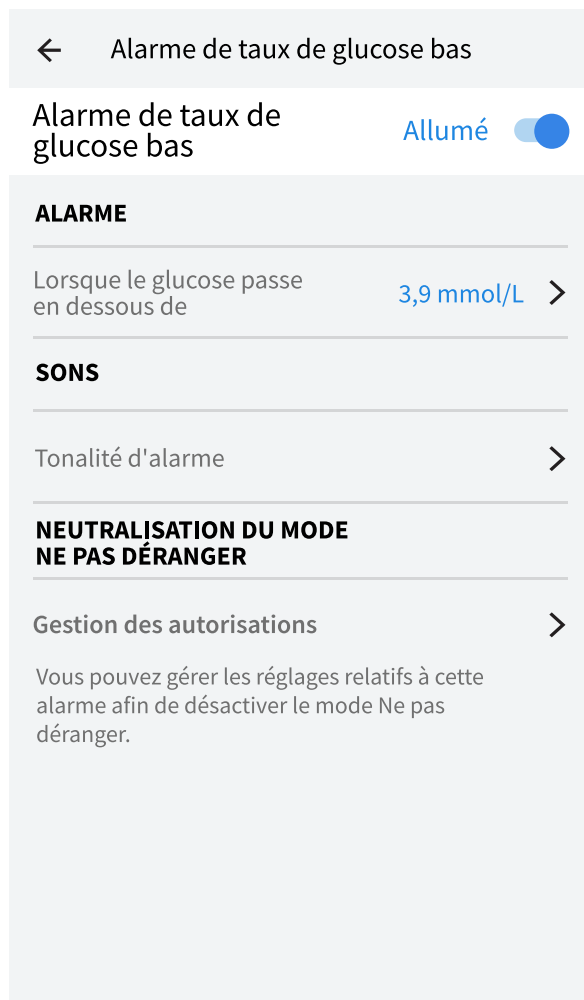 Alarme de taux de glucose bas
Alarme de taux de
glucose bas
Allumé
ALARME
Lorsque le glucose passe
en dessous de
3,9 mmol/L
SONS
Tonalité d'alarme
NEUTRALISATION DU MODE
NE PAS DÉRANGER
Gestion des autorisations
Vous pouvez gérer les réglages relatifs à cette
alarme afin de désactiver le mode Ne pas
déranger.